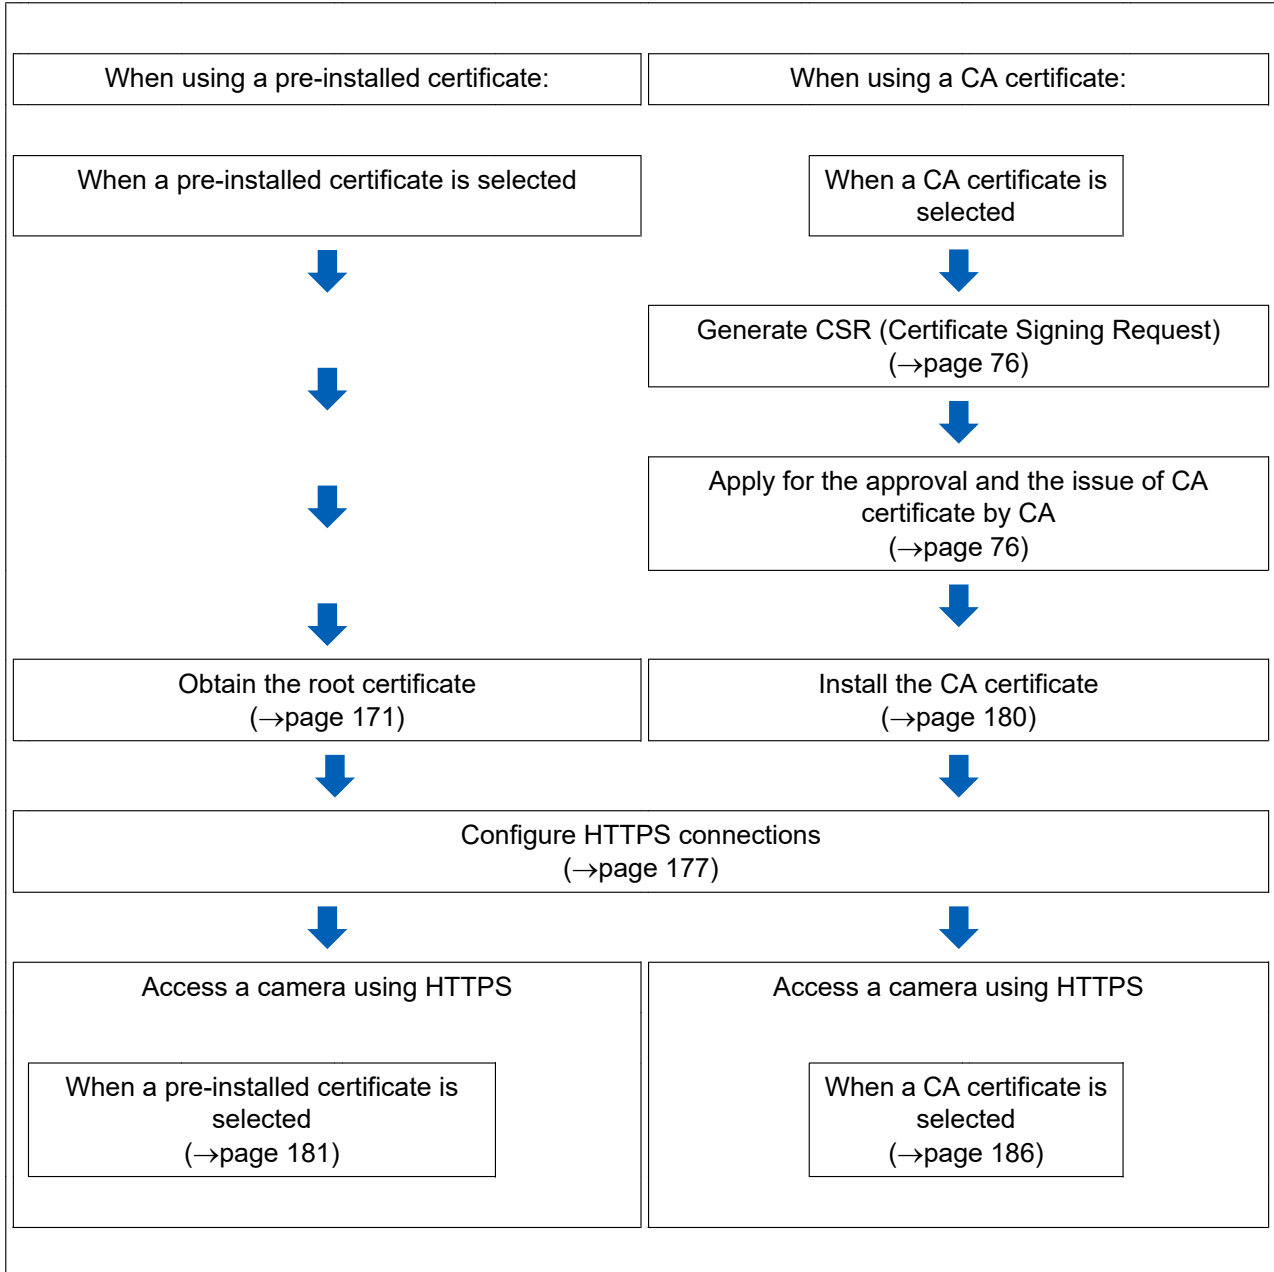 When using a pre-installed certificate:
When using a CA certificate:
When a pre-installed certificate is selected
When a CA certificate is
selected
Generate CSR (Certificate Signing Request)
(→page 76)
Apply for the approval and the issue of CA
certificate by CA
(→page 76)
Obtain the root certificate
(→page 171)
Install the CA certificate
(→page 180)
Configure HTTPS connections
(→page 177)
Access a camera using HTTPS
When a pre-installed certificate is
selected
(→page 181)
Access a camera using HTTPS
When a CA certificate is
selected
(→page 186)